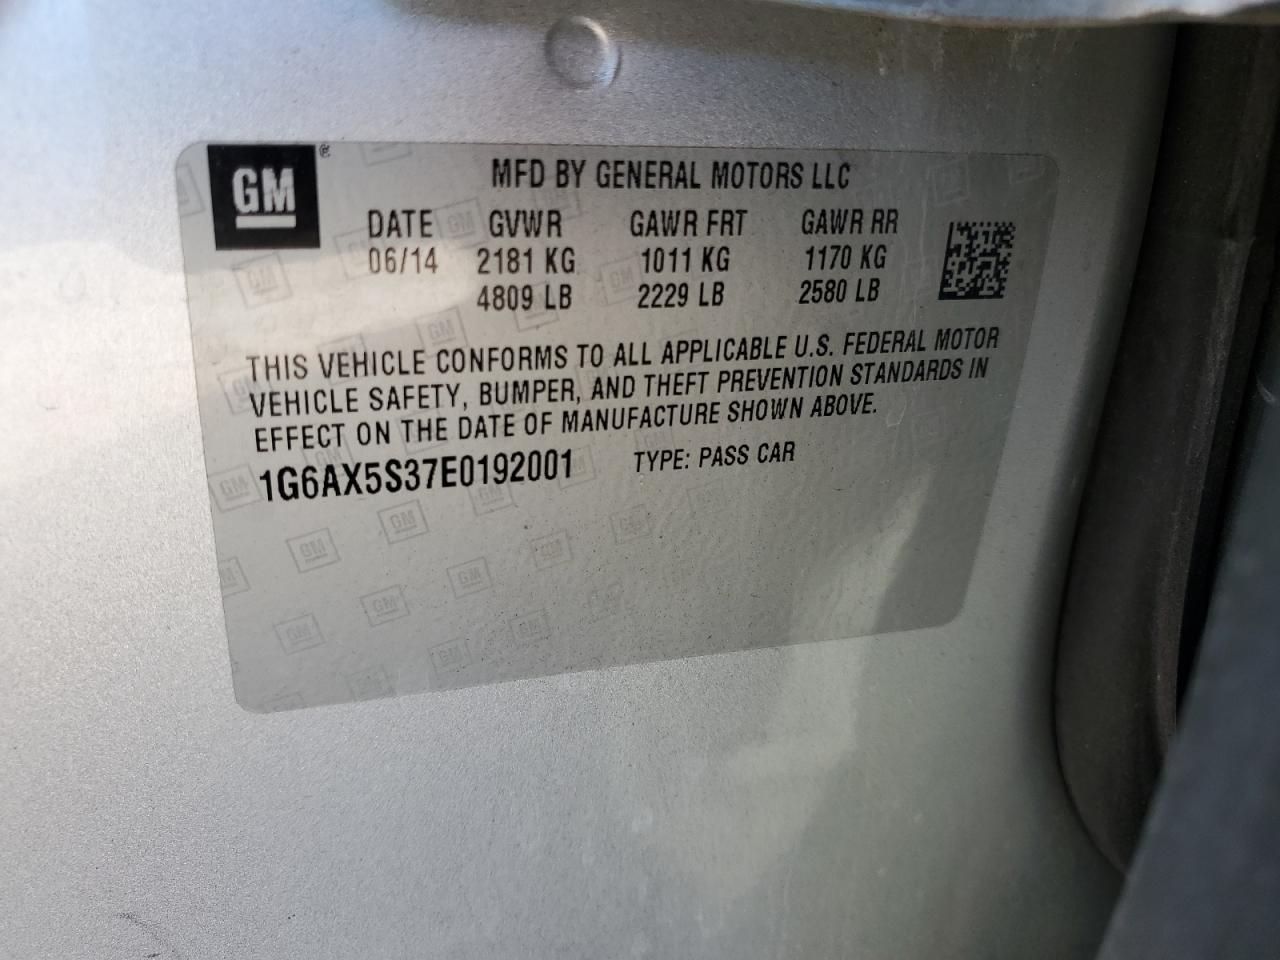 GM®
MFD BY GENERAL MOTORS LLC
DATE GVWR GAWR FRT GAWR RR
06/14 2181 KG 1011 KG 1170 KG
4809 LB 2229 LB 2580 LB
THIS VEHICLE CONFORMS TO ALL APPLICABLE U.S. FEDERAL MOTOR
VEHICLE SAFETY, BUMPER, AND THEFT PREVENTION STANDARDS IN
EFFECT ON THE DATE OF MANUFACTURE SHOWN ABOVE.
1G6AX5S37E0192001 TYPE: PASS CAR